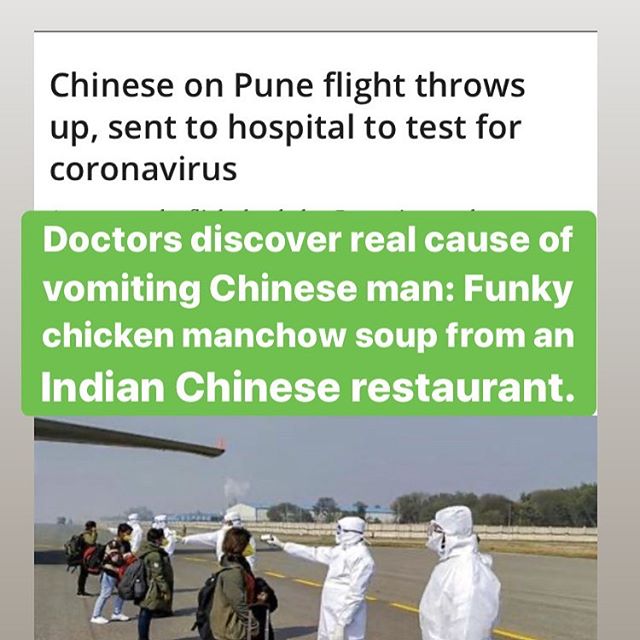 Chinese on Pune flight throws
up, sent to hospital to test for
coronavirus
Doctors discover real cause of
vomiting Chinese man: Funky
chicken manchow soup from an
Indian Chinese restaurant.